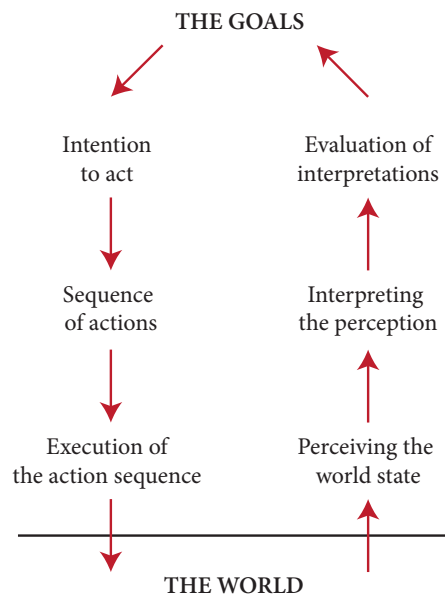 THE GOALS
Intention
to act
Evaluation of
interpretations
Sequence
of actions
Interpreting
the perception
Execution of
the action sequence
Perceiving the
world state
THE WORLD